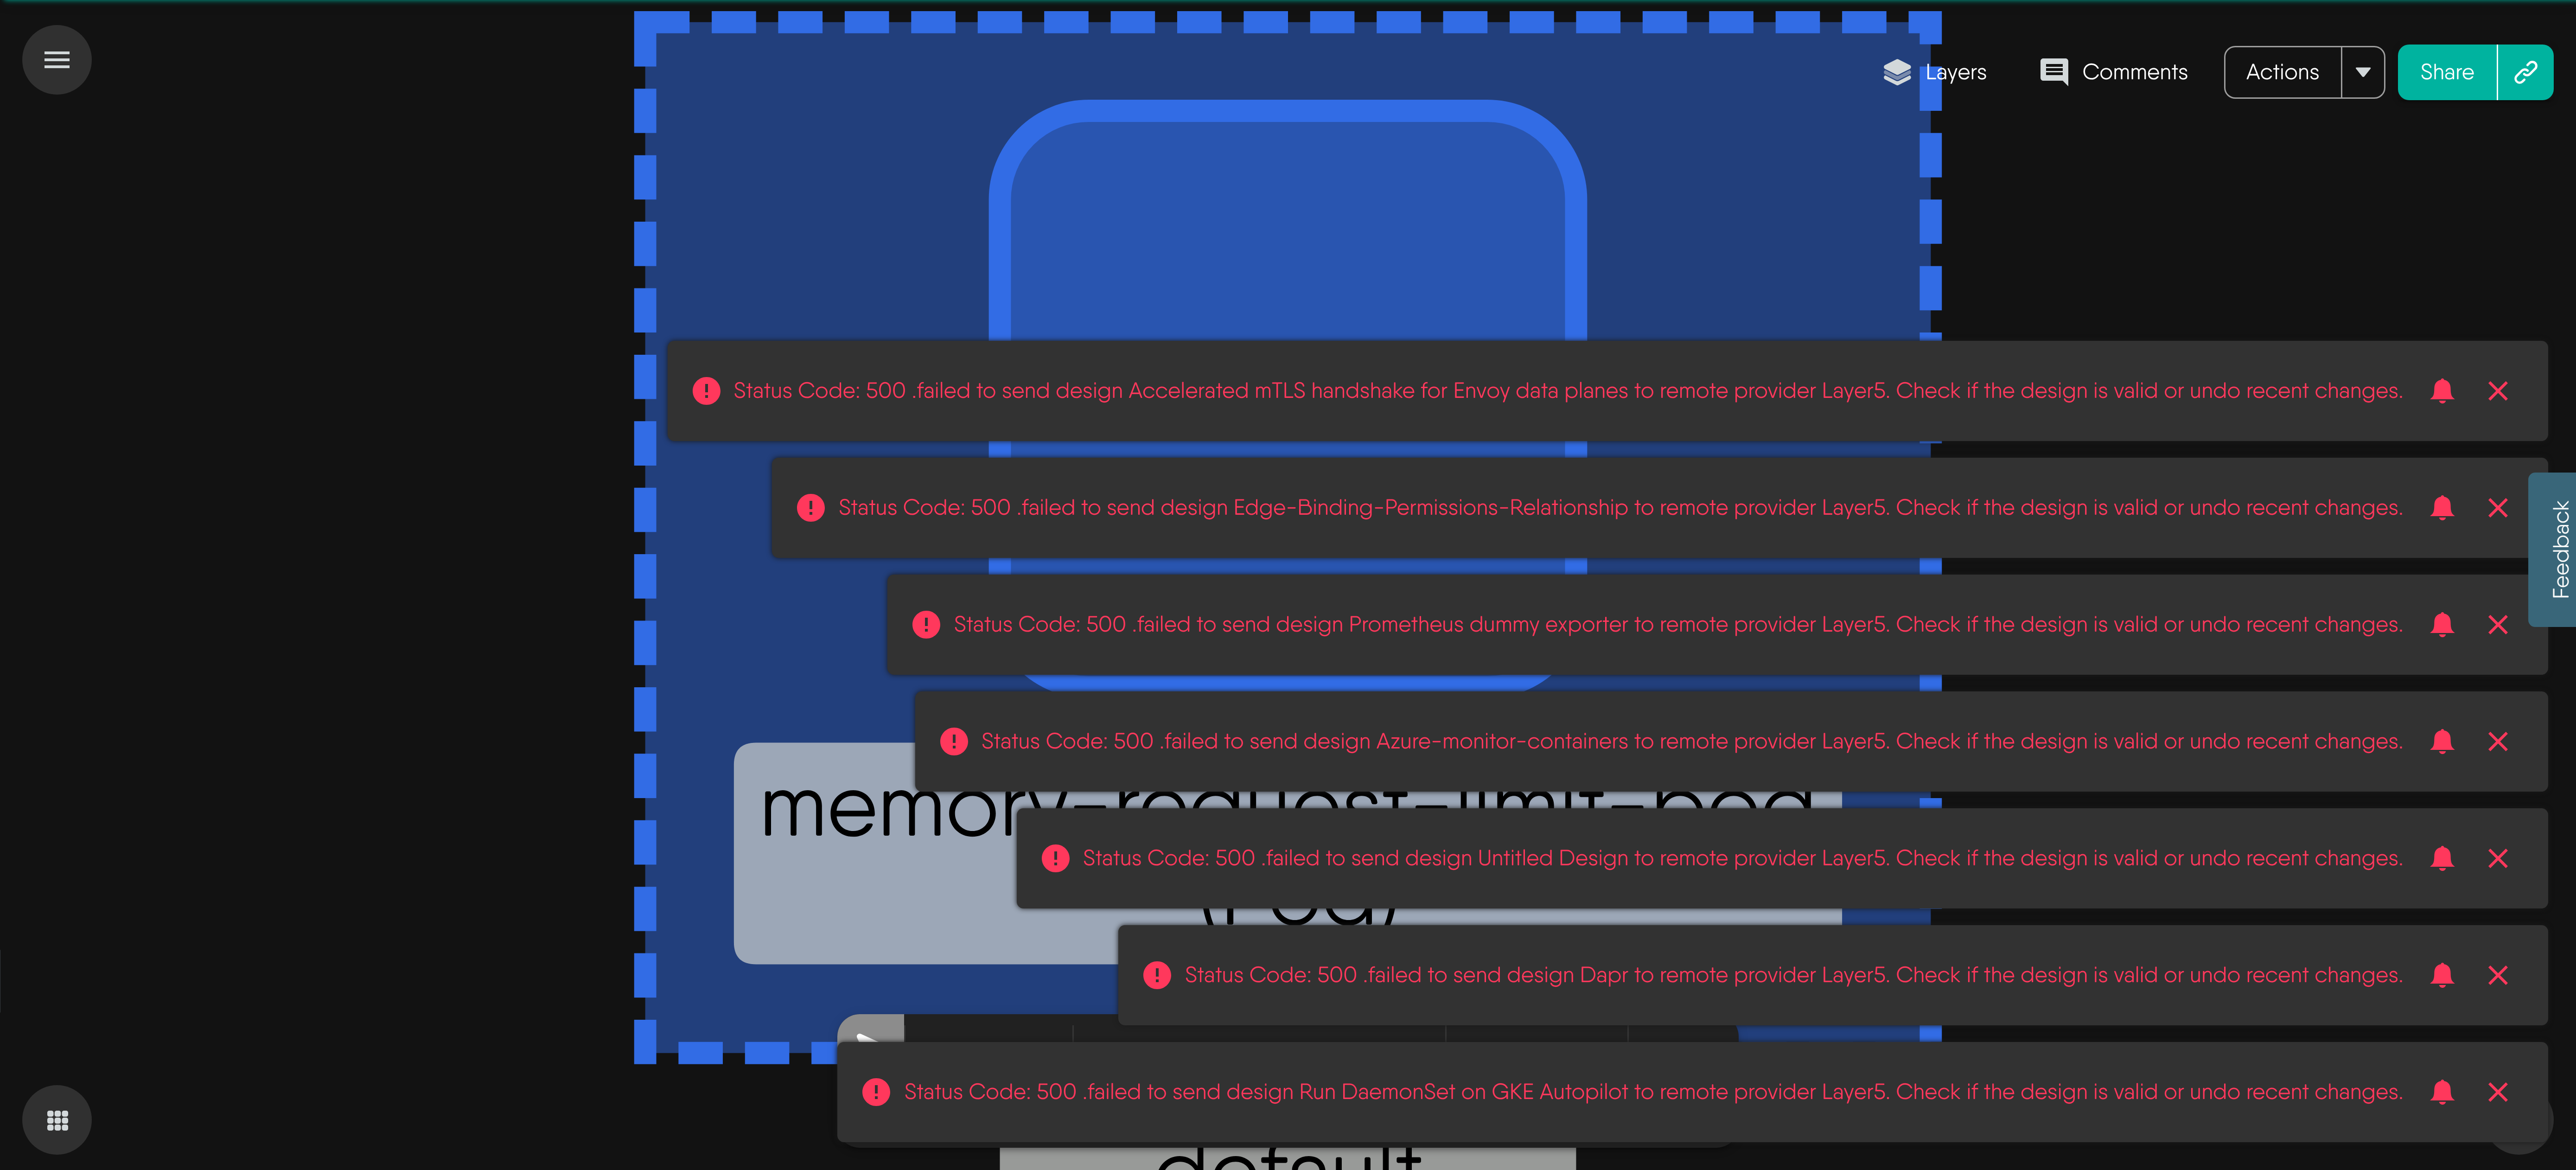 Layers
Comments
Actions
Share
Status Code: 500 .failed to send design Accelerated mTLS handshake for Envoy data planes to remote provider Layer5. Check if the design is valid or undo recent changes.
Status Code: 500 .failed to send design Edge-Binding-Permissions-Relationship to remote provider Layer5. Check if the design is valid or undo recent changes.
Feedback
Status Code: 500 .failed to send design Prometheus dummy exporter to remote provider Layer5. Check if the design is valid or undo recent changes.
Status Code: 500 .failed to send design Azure-monitor-containers to remote provider Layer5. Check if the design is valid or undo recent changes.
memory-request-limit-pod
Status Code: 500 .failed to send design Untitled Design to remote provider Layer5. Check if the design is valid or undo recent changes.
(Pod)
Status Code: 500 .failed to send design Dapr to remote provider Layer5. Check if the design is valid or undo recent changes.
Status Code: 500 .failed to send design Run DaemonSet on GKE Autopilot to remote provider Layer5. Check if the design is valid or undo recent changes.
default